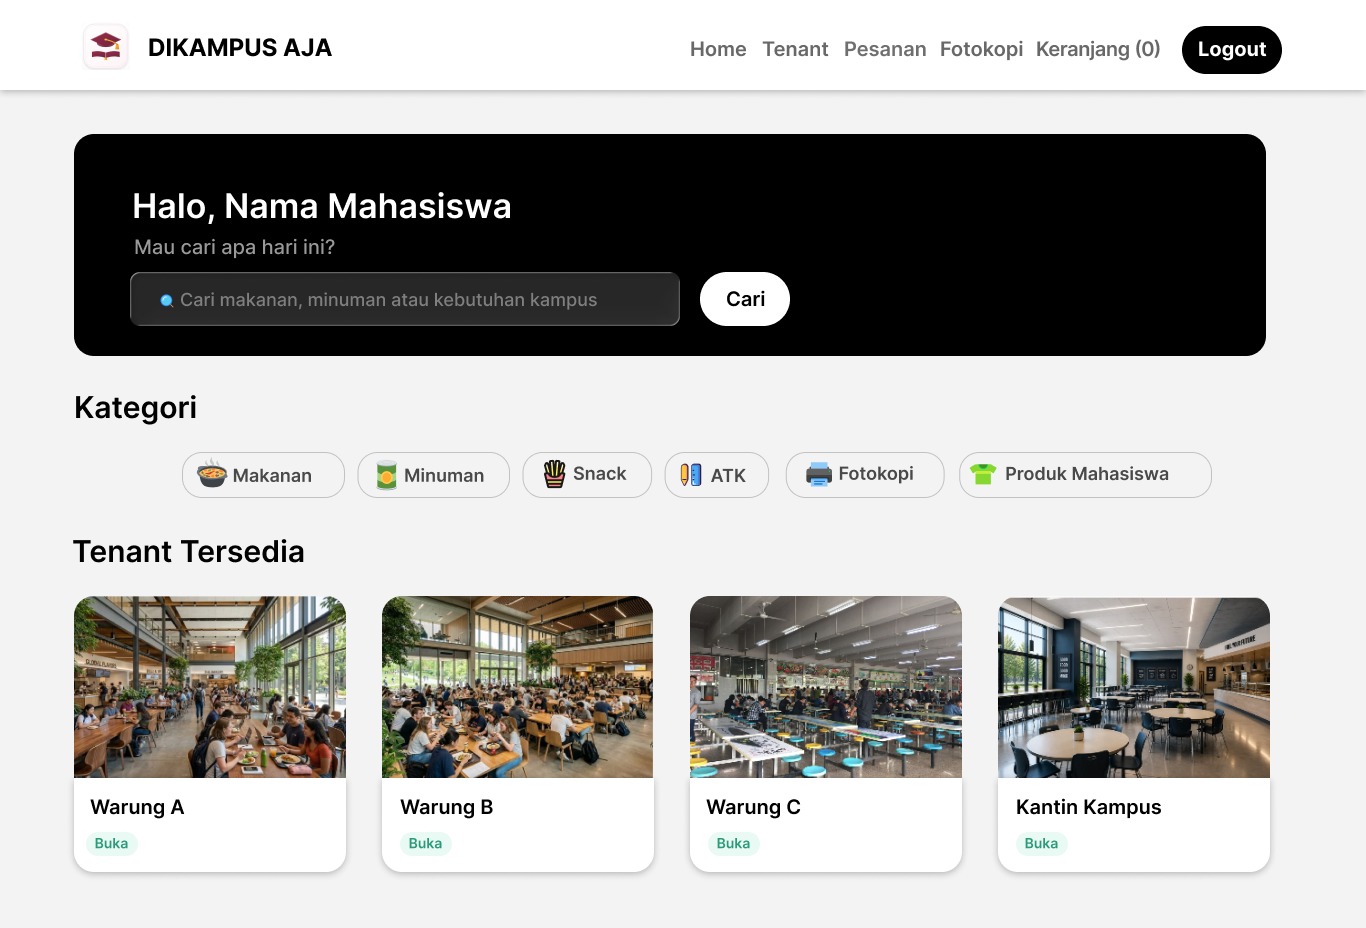 DIKAMPUS AJA
Home Tenant Pesanan Fotokopi Keranjang (0) Logout
Halo, Nama Mahasiswa
Mau cari apa hari ini?
Cari makanan, minuman atau kebutuhan kampus
Cari
Kategori
Makanan Minuman Snack ATK Fotokopi Produk Mahasiswa
Tenant Tersedia
Warung A
Buka
Warung B
Buka
Warung C
Buka
Kantin Kampus
Buka